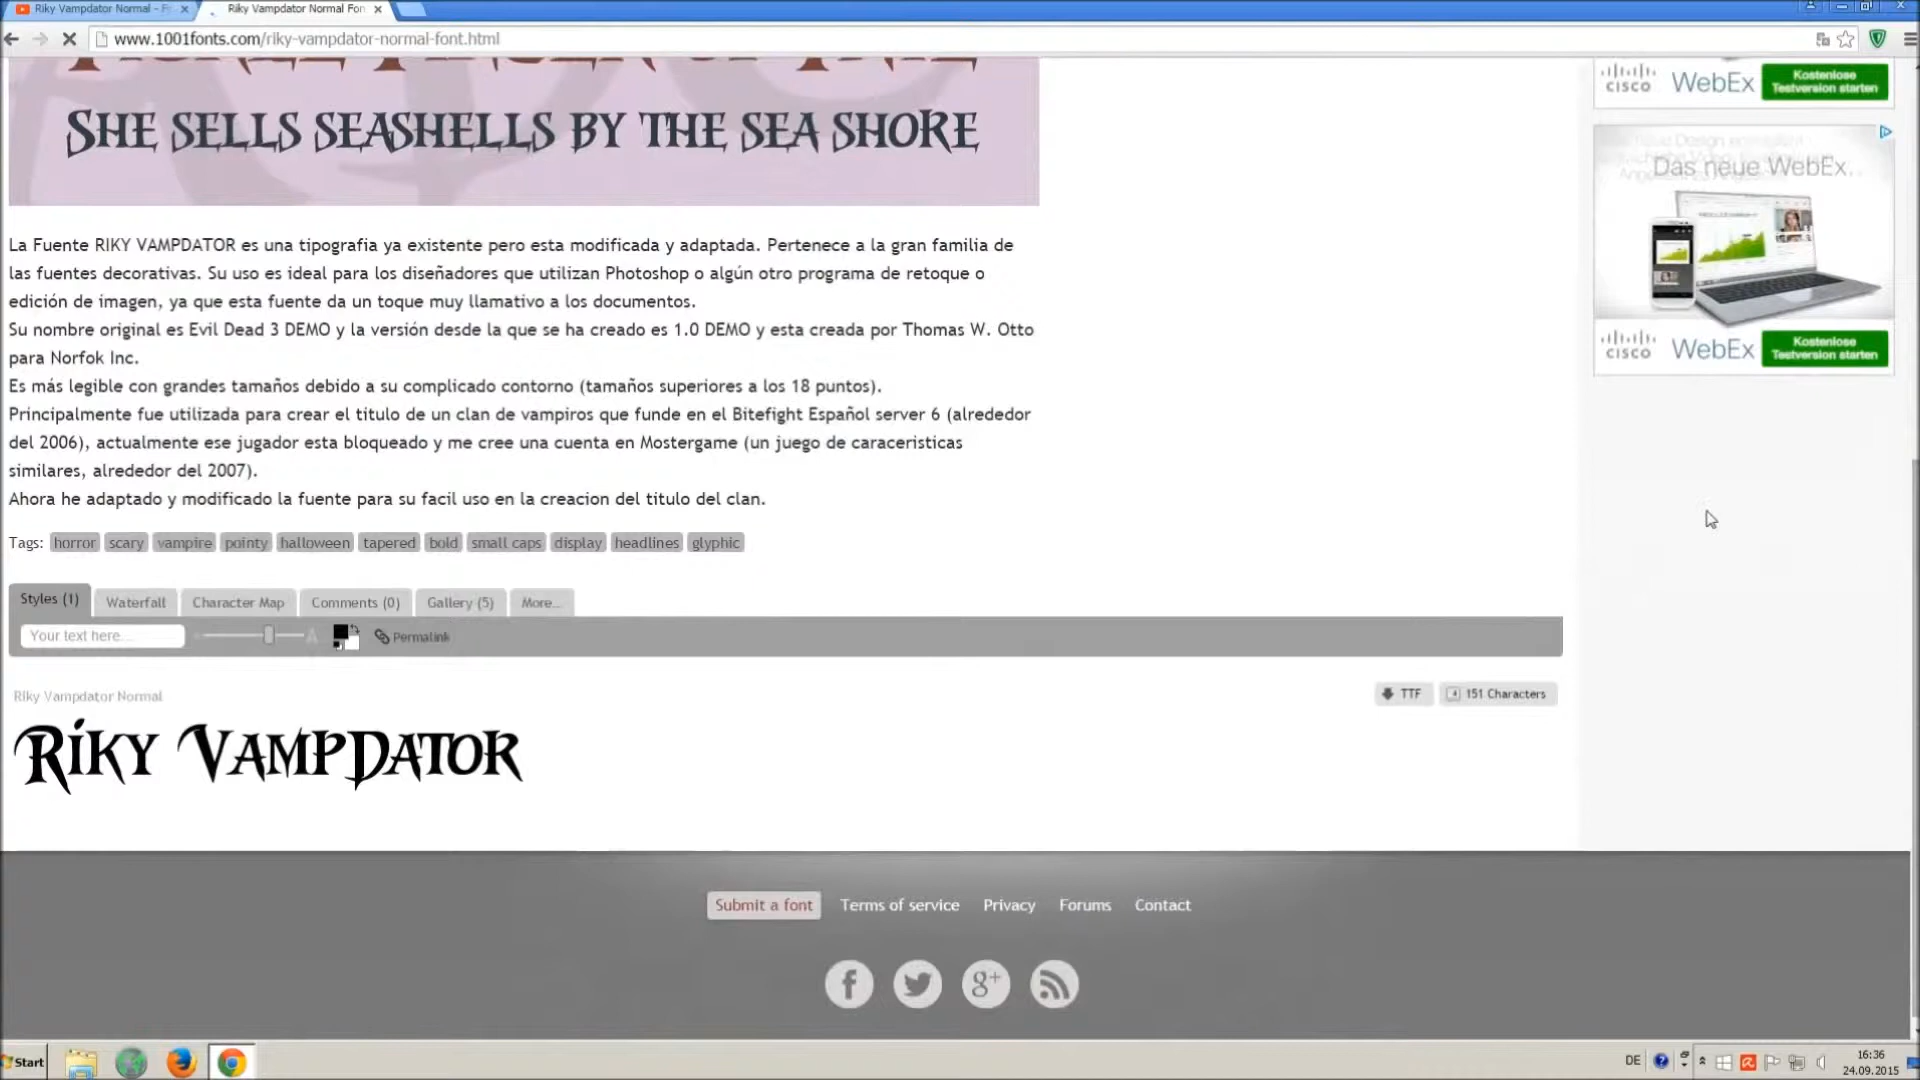 Riky Vampdator Normal - F
Riky Vampdator Normal Fon
www.1001fonts.com/riky-vampdator-normal-font.html
She sells seashells by the sea shore
La Fuente RIKY VAMPDATOR es una tipografia ya existente pero esta modificada y adaptada. Pertenece a la gran familia de
las fuentes decorativas. Su uso es ideal para los diseñadores que utilizan Photoshop o algún otro programa de retoque o
edición de imagen, ya que esta fuente da un toque muy llamativo a los documentos.
Su nombre original es Evil Dead 3 DEMO y la versión desde la que se ha creado es 1.0 DEMO y esta creada por Thomas W. Otto
para Norfok Inc.
Es más legible con grandes tamaños debido a su complicado contorno (tamaños superiores a los 18 puntos).
Principalmente fue utilizada para crear el titulo de un clan de vampiros que funde en el Bitefight Español server 6 (alrededor
del 2006), actualmente ese jugador esta bloqueado y me cree una cuenta en Mostergame (un juego de caraceristicas
similares, alrededor del 2007).
Ahora he adaptado y modificado la fuente para su facil uso en la creacion del titulo del clan.
Tags: horror scary vampire pointy halloween tapered bold small caps display headlines glyphic
Styles (1) Waterfall Character Map Comments (0) Gallery (5) More...
Your text here... A Permalink
Riky Vampdator Normal
TTF 151 Characters
Riky VampDator
CISCO WebEx Kostenlose
Testversion starten
Das neue WebEx.
CISCO WebEx Kostenlose
Testversion starten
Submit a font Terms of service Privacy Forums Contact
Start
DE
16:36
24.09.2015